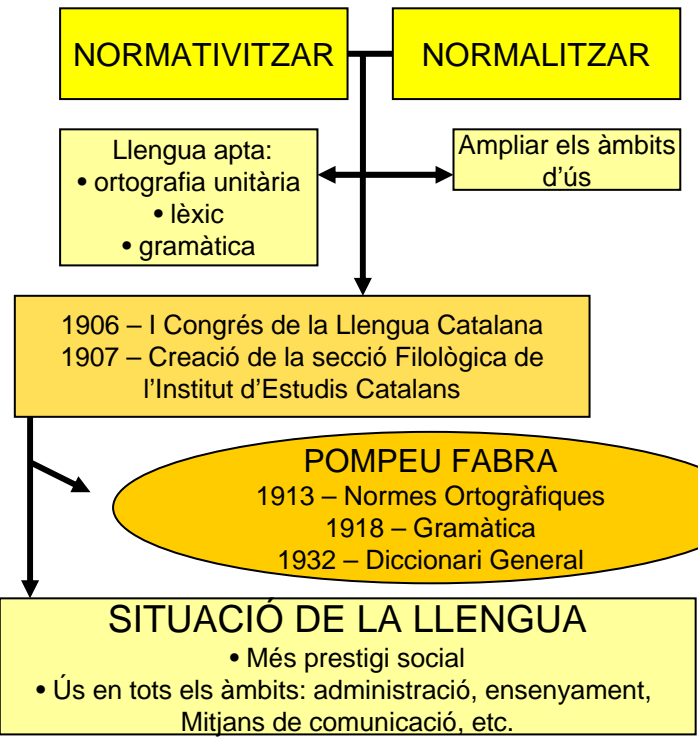 NORMATIVITZAR
NORMALITZAR
Llengua apta:
• ortografia unitària
• lèxic
• gramàtica
Ampliar els àmbits
d’ús
1906 – I Congrés de la Llengua Catalana
1907 – Creació de la secció Filològica de
l’Institut d’Estudis Catalans
POMPEU FABRA
1913 – Normes Ortogràfiques
1918 – Gramàtica
1932 – Diccionari General
SITUACIÓ DE LA LLENGUA
• Més prestigi social
• Ús en tots els àmbits: administració, ensenyament,
Mitjans de comunicació, etc.